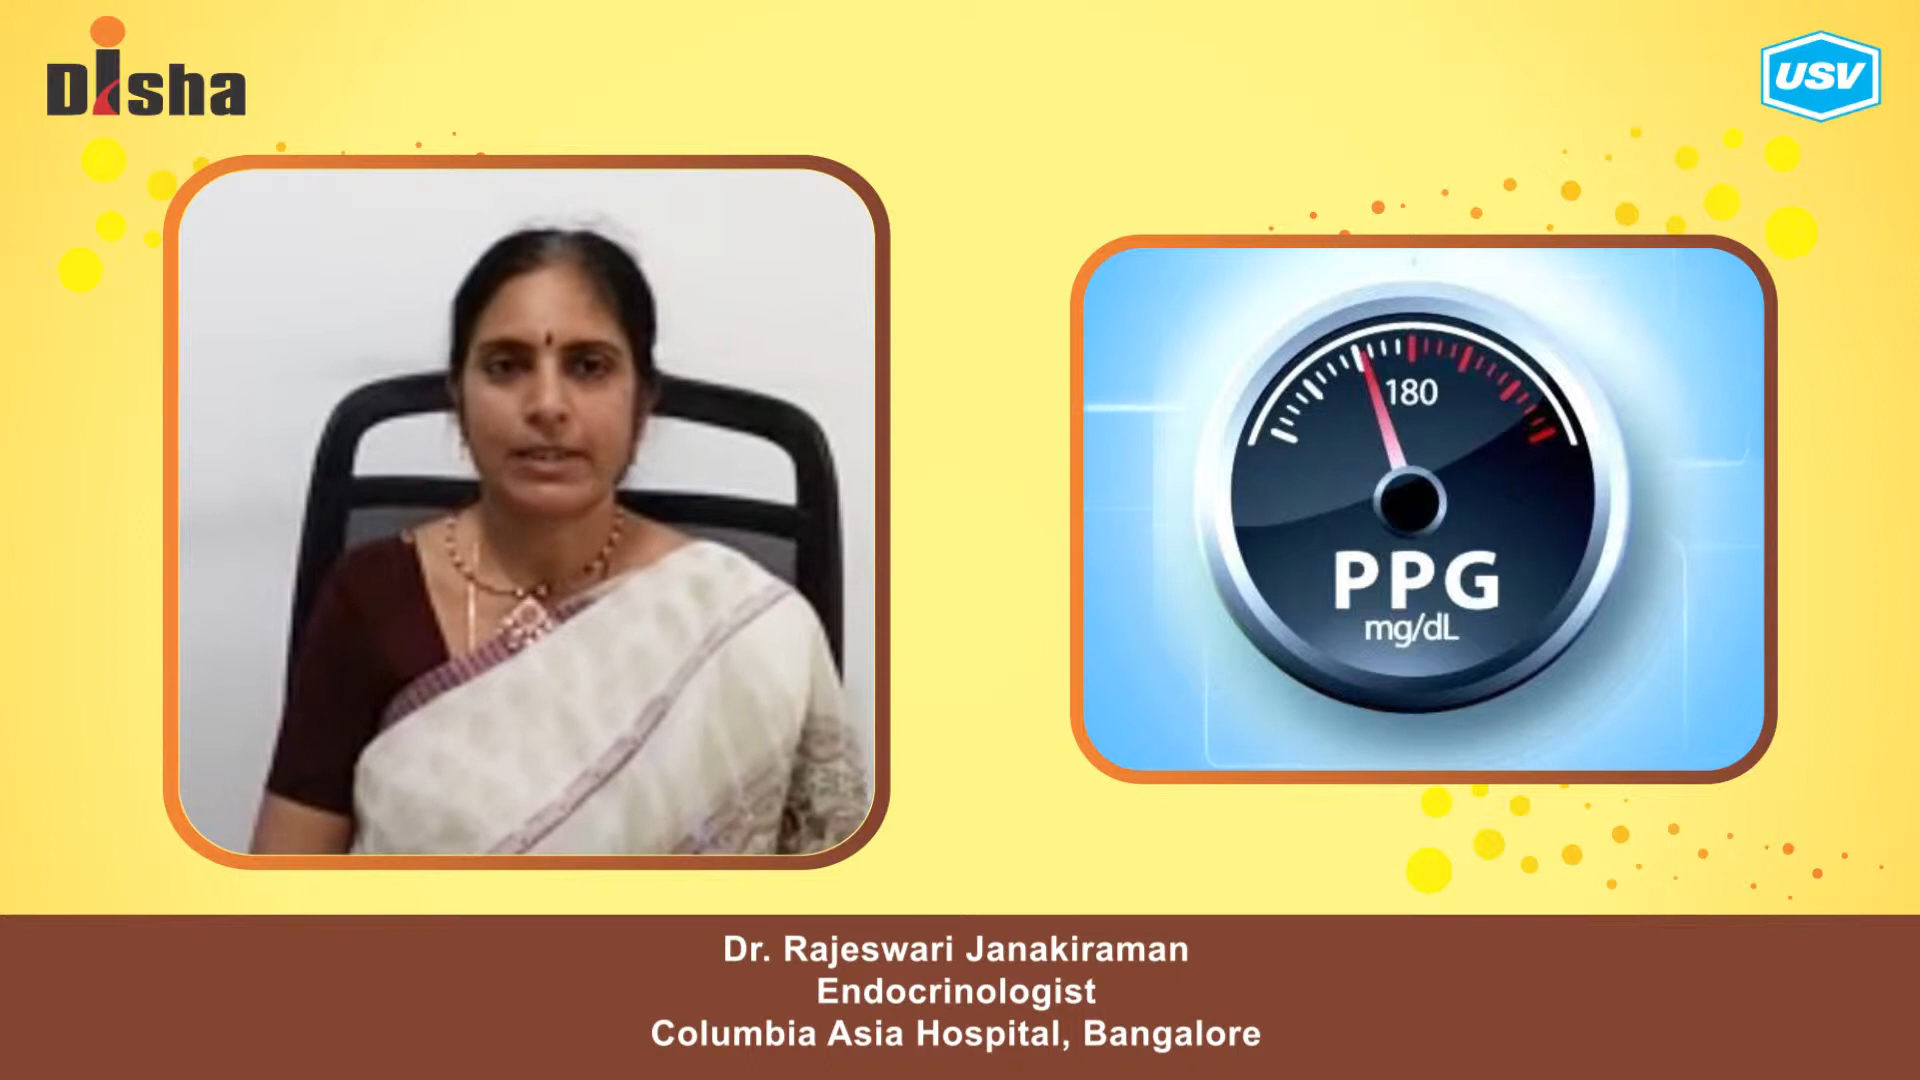 Disha
USV
180
PPG
mg/dL
Dr. Rajeswari Janakiraman
Endocrinologist
Columbia Asia Hospital, Bangalore